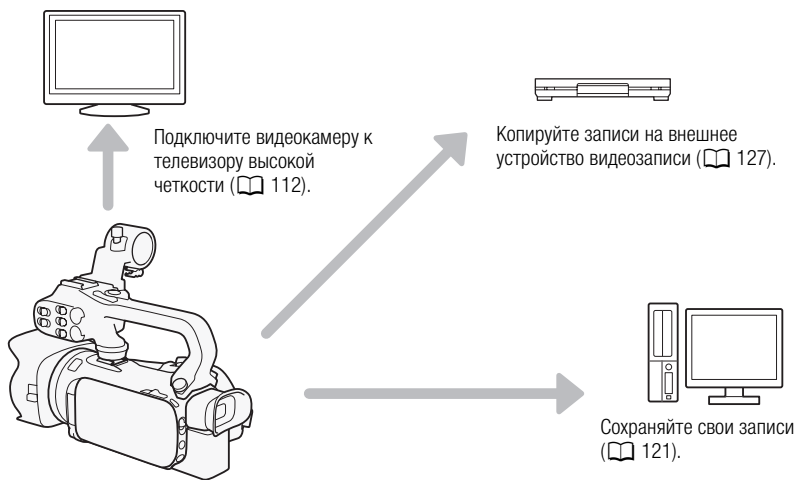 Подключите видеокамеру к
телевизору высокой
четкости (112).
Копируйте записи на внешнее
устройство видеозаписи (127).
Сохраняйте свои записи
(121).